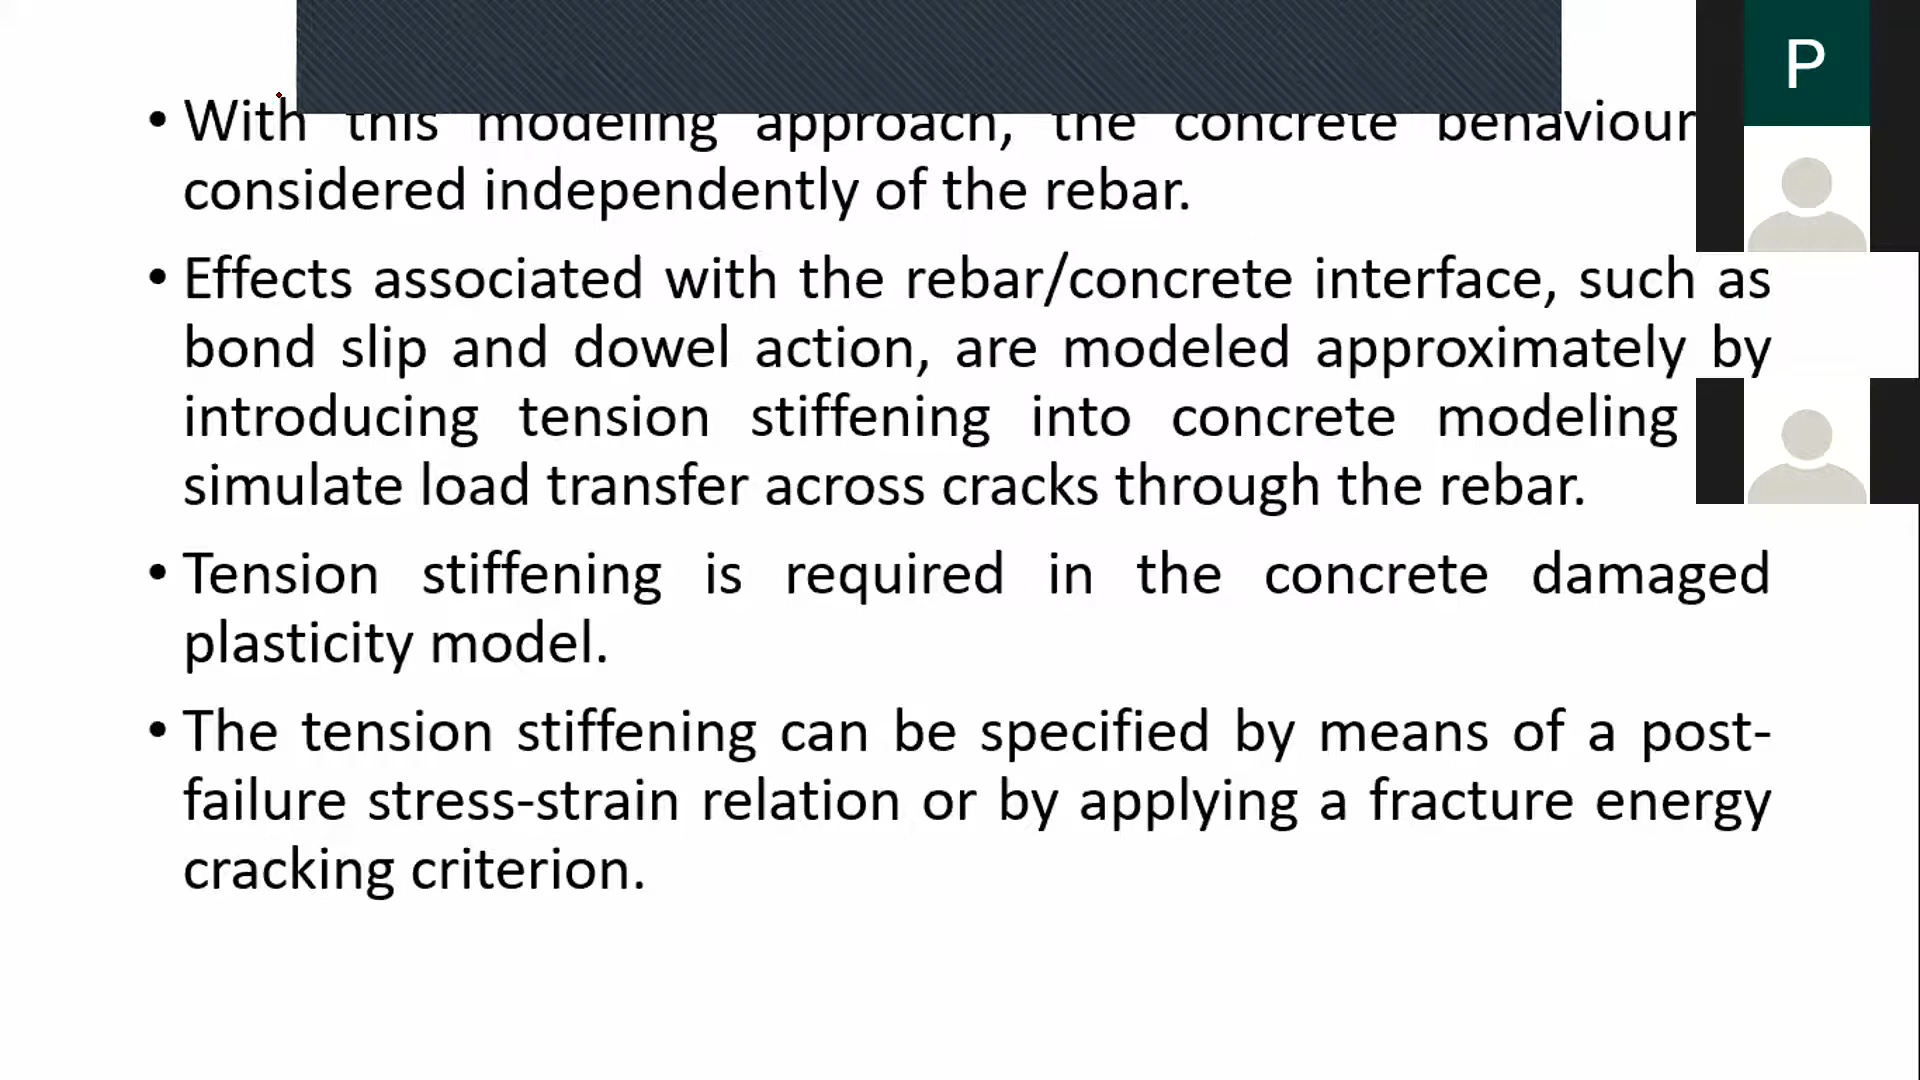 • With this modeling approach, the concrete behaviour
considered independently of the rebar.
• Effects associated with the rebar/concrete interface, such as
bond slip and dowel action, are modeled approximately by
introducing tension stiffening into concrete modeling
simulate load transfer across cracks through the rebar.
• Tension stiffening is required in the concrete damaged
plasticity model.
• The tension stiffening can be specified by means of a post-
failure stress-strain relation or by applying a fracture energy
cracking criterion.
P